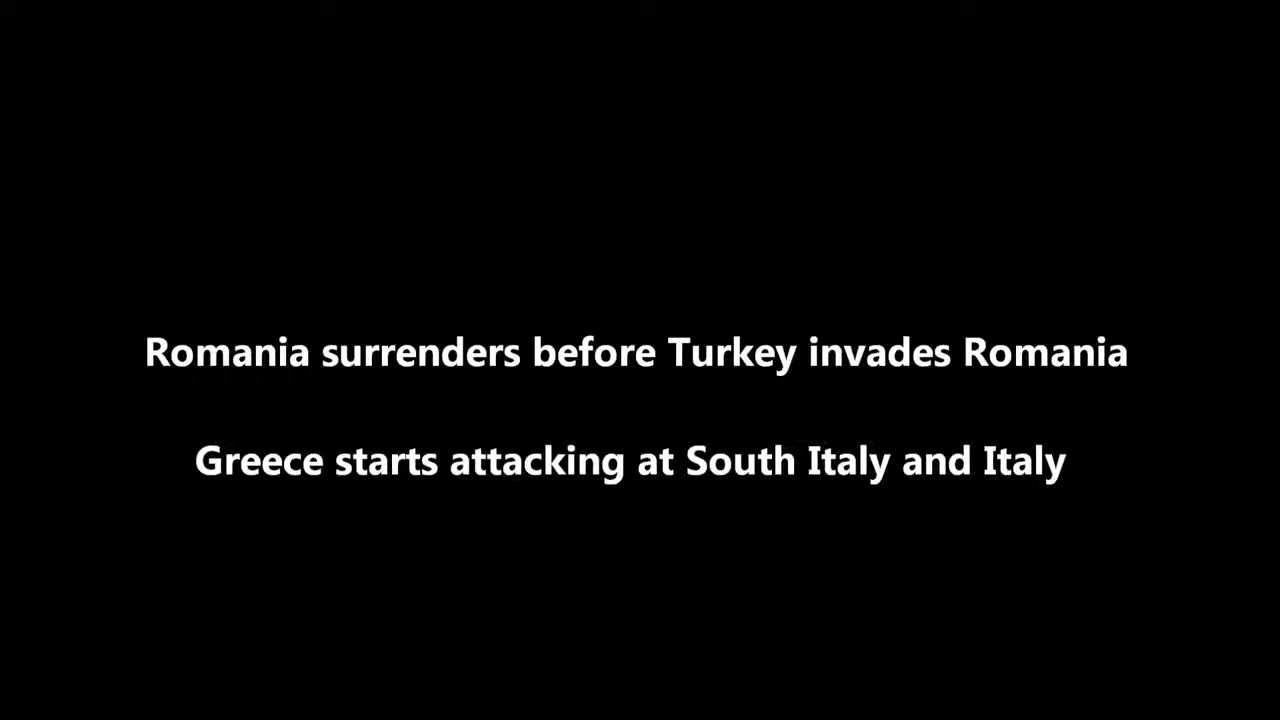 Romania surrenders before Turkey invades Romania
Greece starts attacking at South Italy and Italy